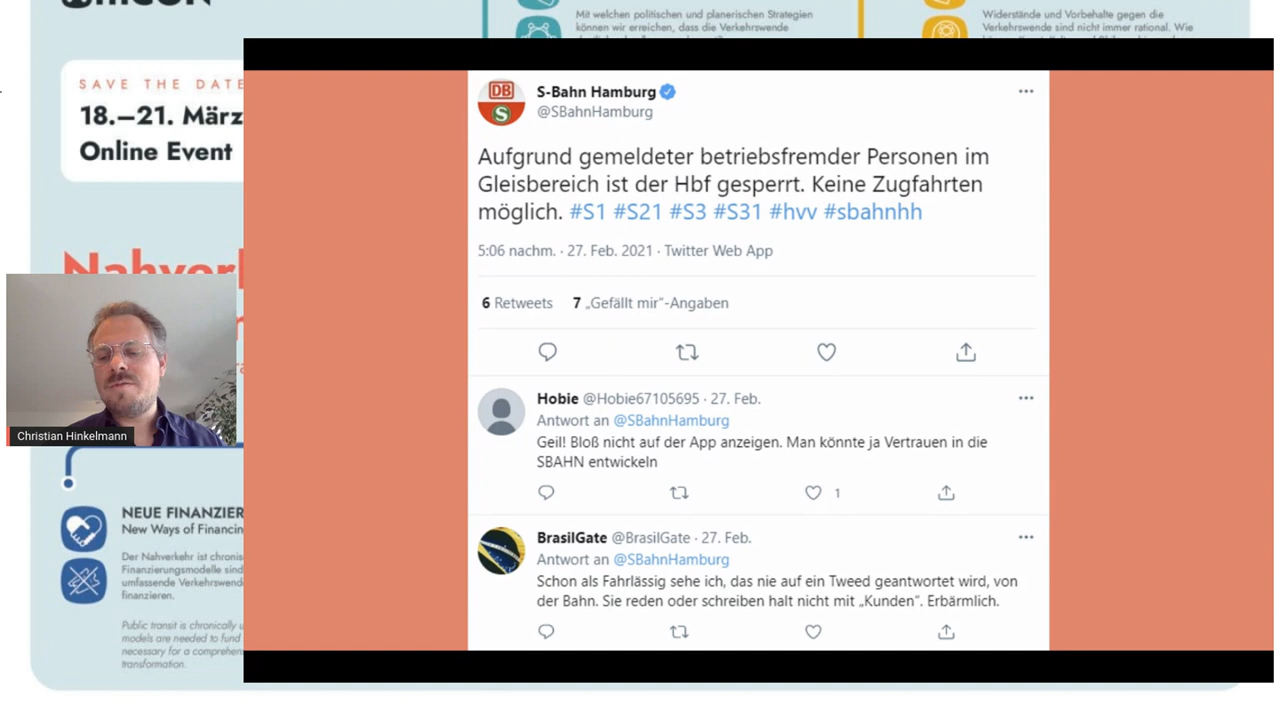 Mit welchen politischen und planerischen Strategien
können wir erreichen, dass die Verkehrswende
Widerstände und Vorbehalte gegen die
Verkehrswende sind nicht immer rational. Wie
SAVE THE DATE
18.–21. März
Online Event
Nahverk
Christian Hinkelmann
NEUE FINANZIER
New Ways of Financin
Der Nahverkehr ist chronis
Finanzierungsmodelle sind
umfassende Verkehrswend
finanzieren.
Public transit is chronically u
models are needed to fund
necessary for a comprehen
transformation.
S-Bahn Hamburg
@SBahnHamburg
Aufgrund gemeldeter betriebsfremder Personen im
Gleisbereich ist der Hbf gesperrt. Keine Zugfahrten
möglich. #S1 #S21 #S3 #S31 #hvv #sbahnhh
5:06 nachm. · 27. Feb. 2021 · Twitter Web App
6 Retweets 7 „Gefällt mir“-Angaben
Hobie @Hobie67105695 · 27. Feb.
Antwort an @SBahnHamburg
Geil! Bloß nicht auf der App anzeigen. Man könnte ja Vertrauen in die
SBAHN entwickeln
1
BrasilGate @BrasilGate · 27. Feb.
Antwort an @SBahnHamburg
Schon als Fahrlässig sehe ich, das nie auf ein Tweed geantwortet wird, von
der Bahn. Sie reden oder schreiben halt nicht mit „Kunden“. Erbärmlich.
DB
S